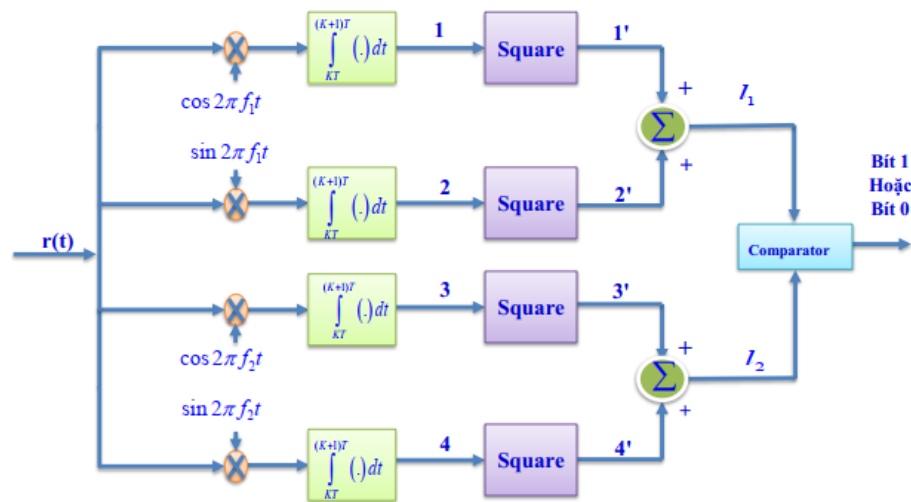 (K+1)T
∫ (.) dt
KT
1
Square
1'
+
cos 2π f₁t
Σ
l₁
sin 2π f₁t
+
(K+1)T
∫ (.) dt
KT
2
Square
2'
Bít 1
Hoặc
Bít 0
r(t)
Comparator
(K+1)T
∫ (.) dt
KT
3
Square
3'
+
cos 2π f₂t
Σ
l₂
sin 2π f₂t
+
(K+1)T
∫ (.) dt
KT
4
Square
4'